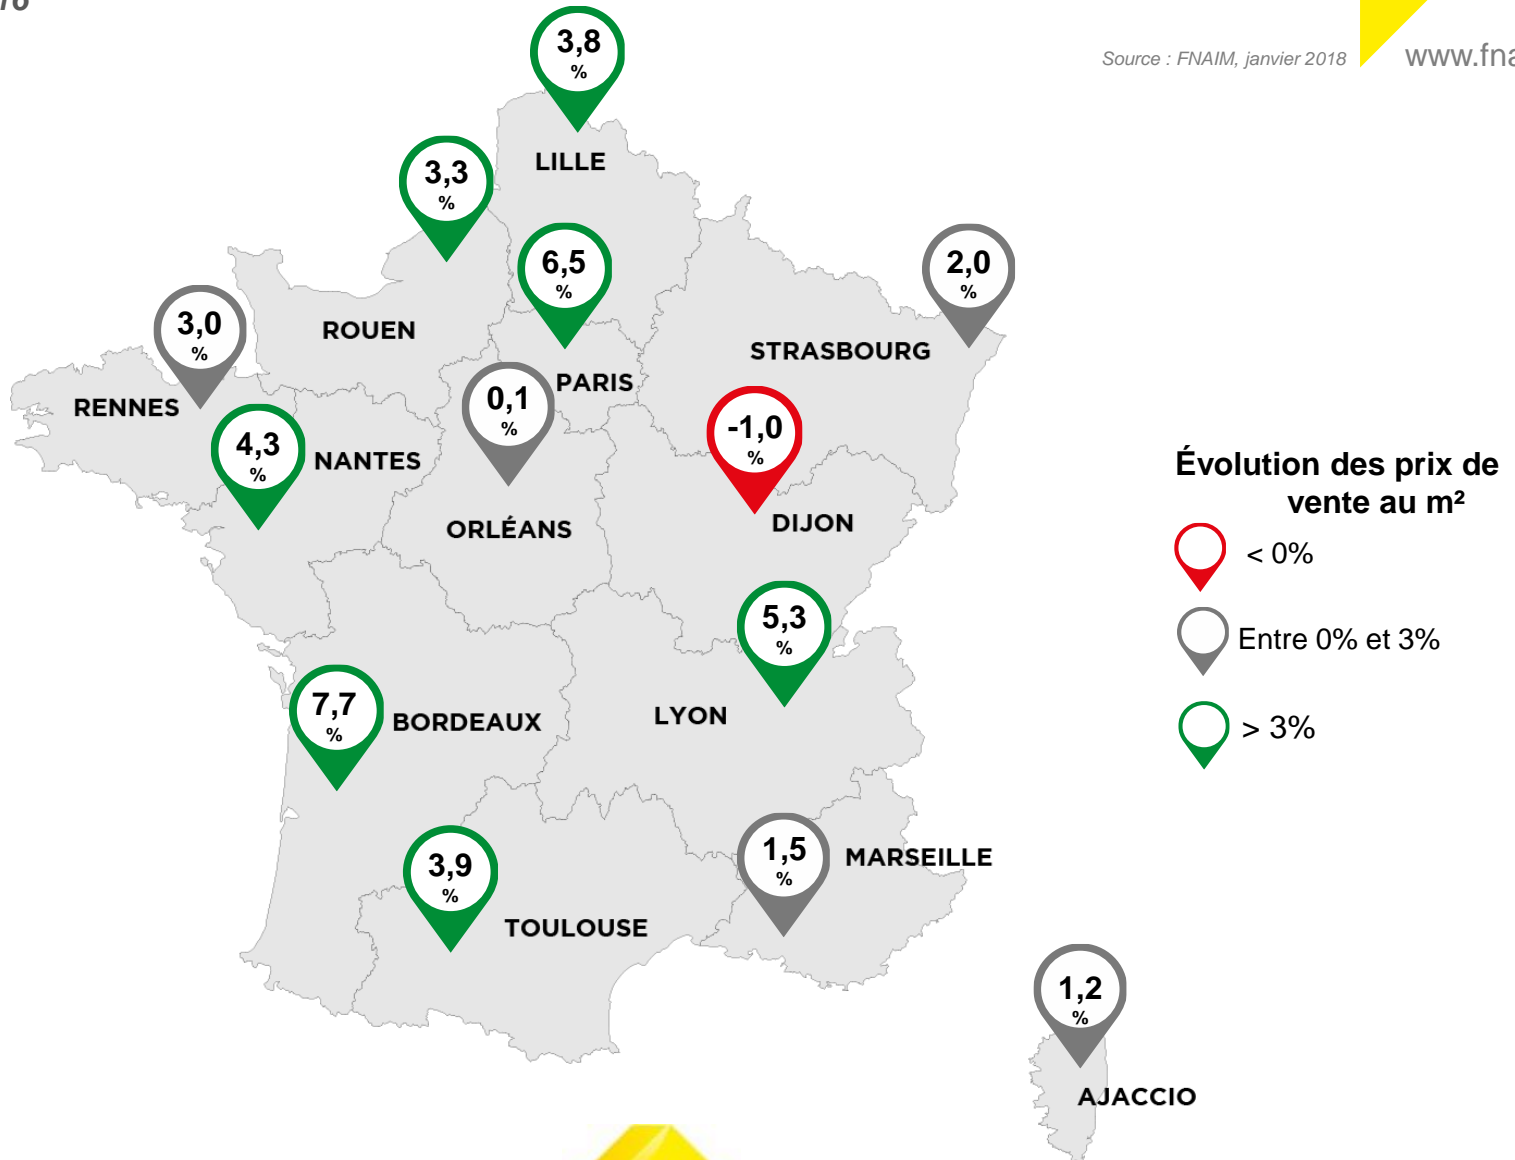 Source : FNAIM, janvier 2018
www.fna
3,8
%
LILLE
3,3
%
6,5
%
2,0
%
3,0
%
ROUEN
STRASBOURG
PARIS
0,1
%
RENNES
-1,0
%
4,3
%
NANTES
ORLÉANS
DIJON
Évolution des prix de
vente au m²
< 0%
Entre 0% et 3%
> 3%
5,3
%
7,7
%
BORDEAUX
LYON
3,9
%
1,5
%
MARSEILLE
TOULOUSE
1,2
%
AJACCIO